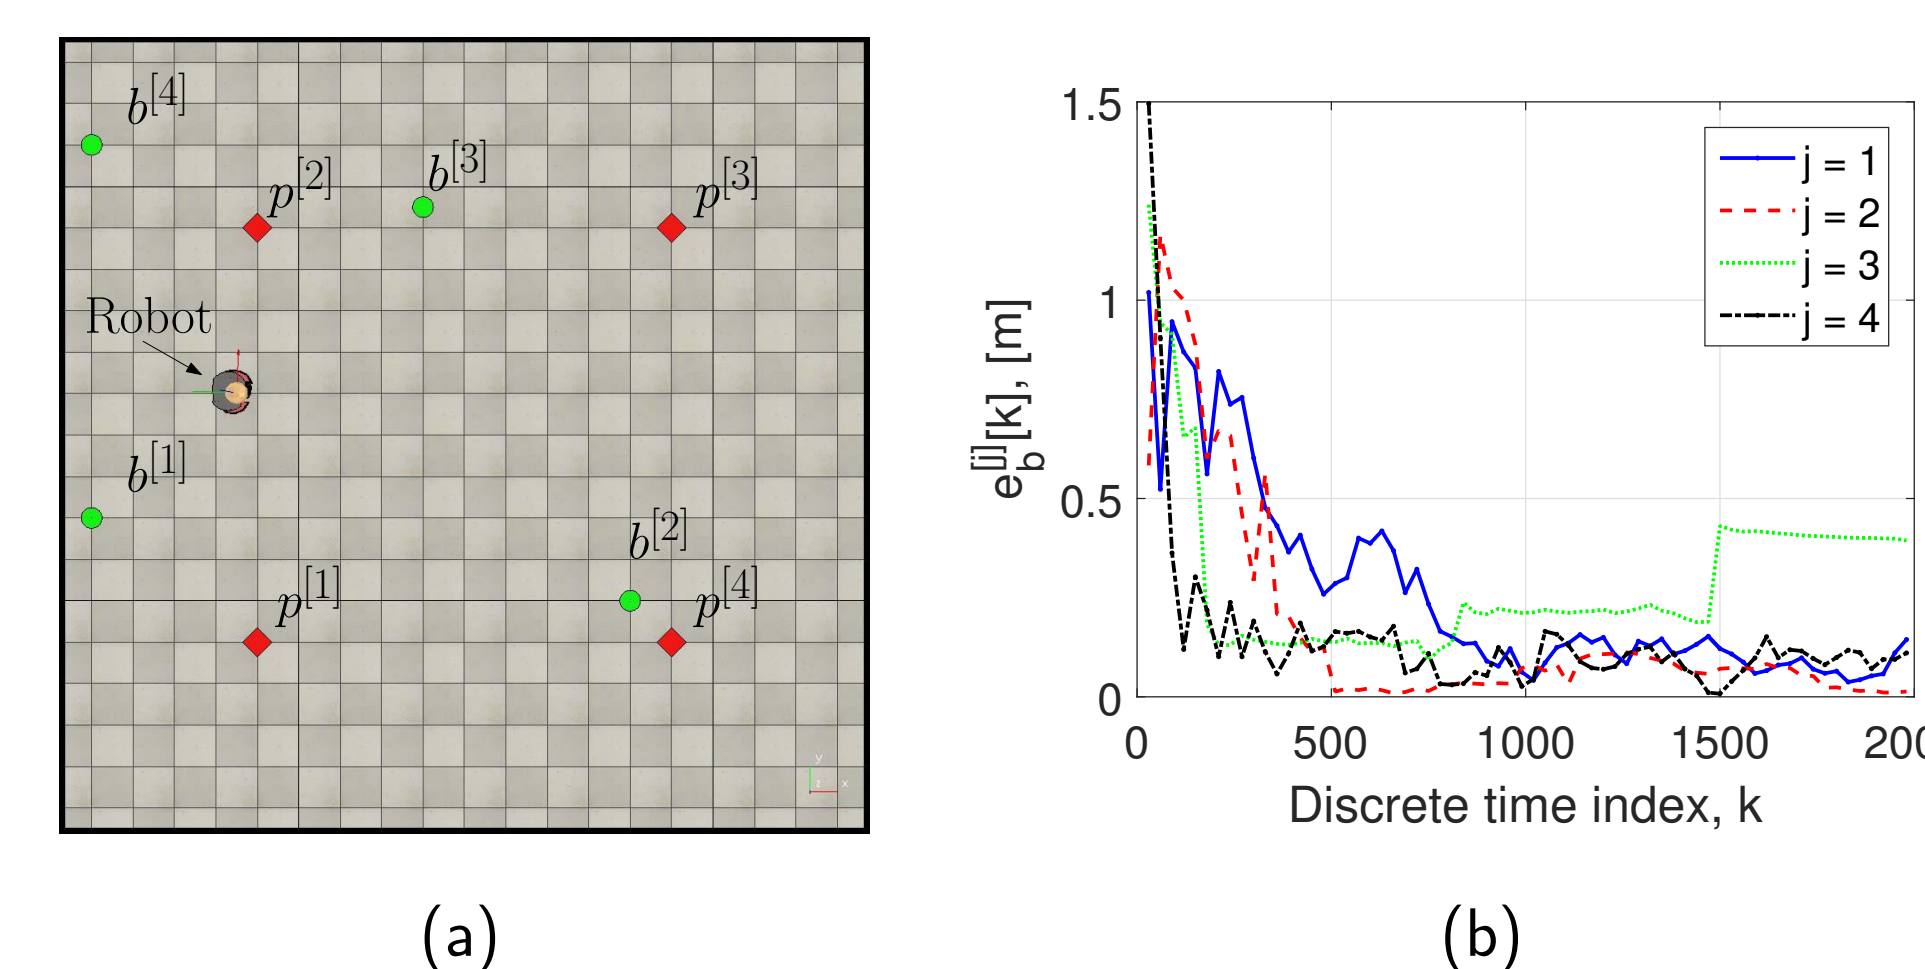 b[4]
p[2]
b[3]
p[3]
Robot
b[1]
b[2]
p[1]
p[4]
y
z
x
(a)
1.5
1
0.5
0
e_b^[j][k], [m]
j = 1
j = 2
j = 3
j = 4
0 500 1000 1500 200
Discrete time index, k
(b)